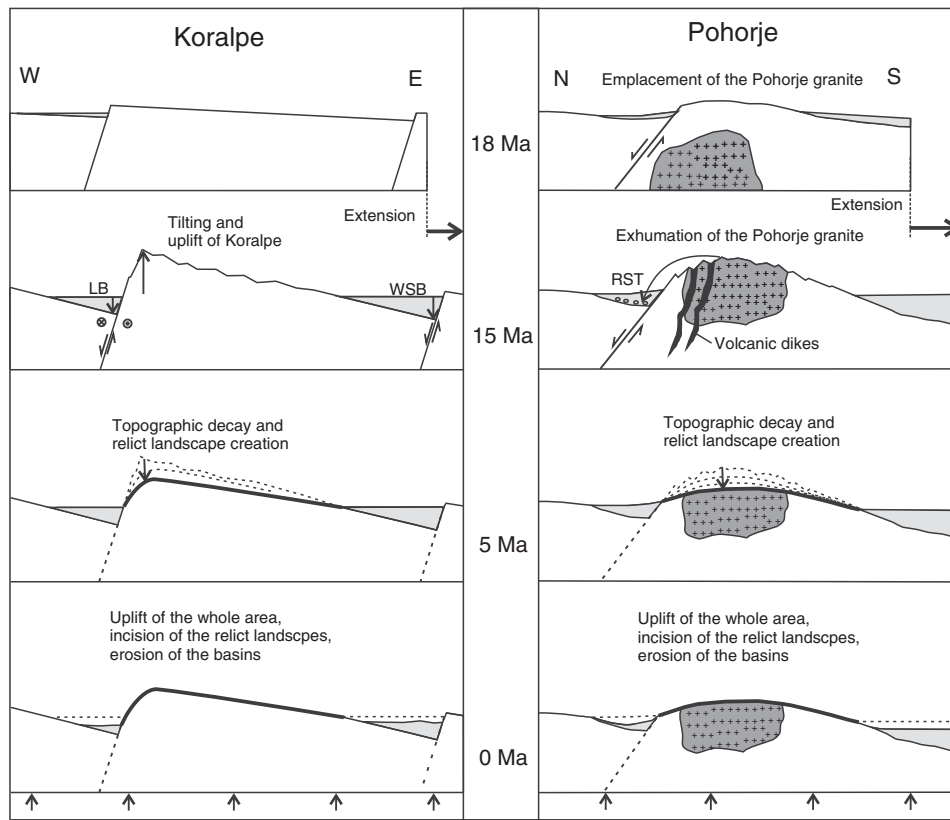 Koralpe
W
E
Pohorje
N
Emplacement of the Pohorje granite
S
18 Ma
Extension
Tilting and
uplift of Koralpe
LB
WSB
Extension
Exhumation of the Pohorje granite
RST
Volcanic dikes
15 Ma
Topographic decay and
relict landscape creation
Topographic decay and
relict landscape creation
5 Ma
Uplift of the whole area,
incision of the relict landscpes,
erosion of the basins
Uplift of the whole area,
incision of the relict landscpes,
erosion of the basins
0 Ma